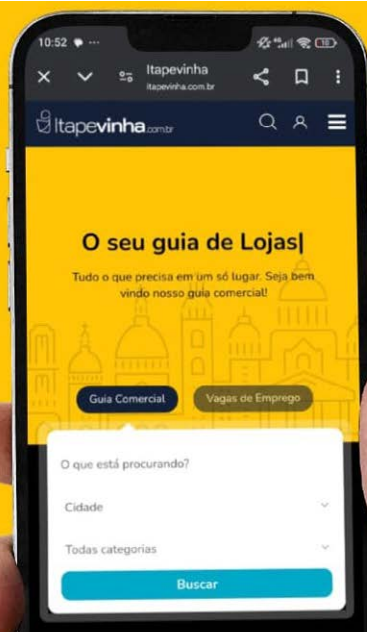 10:52
Itapevinha
itapevinha.com.br
Itapevinha.com.br
O seu guia de Lojas|
Tudo o que precisa em um só lugar. Seja bem
vindo nosso guia comercial!
Guia Comercial
Vagas de Emprego
O que está procurando?
Cidade
Todas categorias
Buscar